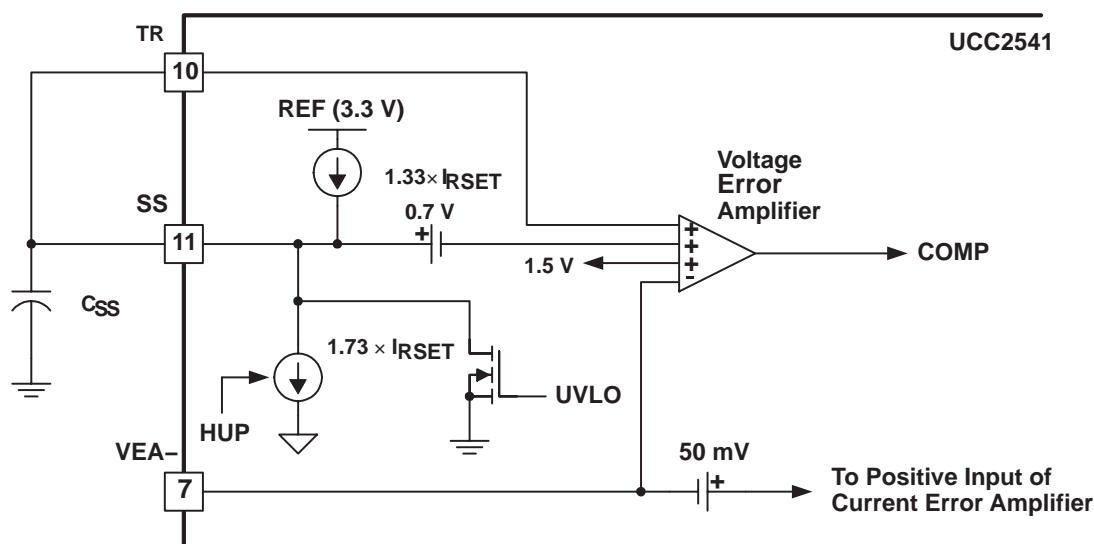 TR
UCC2541
10
REF (3.3 V)
1.33× IRSET
Voltage
Error
Amplifier
SS
11
0.7 V
+
+
+
+
-
1.5 V
COMP
CSS
1.73 × IRSET
UVLO
HUP
VEA−
7
50 mV
+
To Positive Input of
Current Error Amplifier